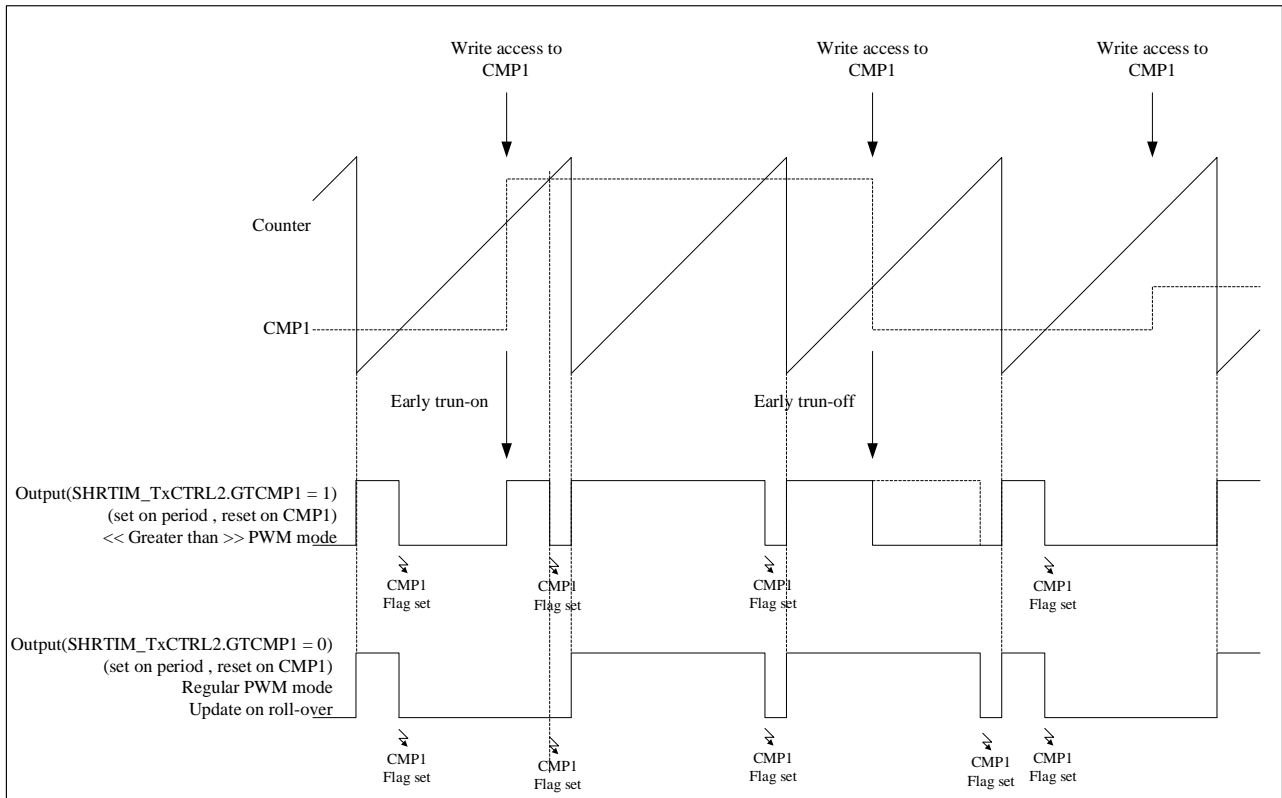 Write access to
CMP1
Write access to
CMP1
Write access to
CMP1
Counter
CMP1
Early trun-on
Early trun-off
Output(SHRTIM_TxCTRL2.GTCMP1 = 1)
(set on period , reset on CMP1)
<< Greater than >> PWM mode
CMP1
Flag set
CMP1
Flag set
CMP1
Flag set
CMP1
Flag set
Output(SHRTIM_TxCTRL2.GTCMP1 = 0)
(set on period , reset on CMP1)
Regular PWM mode
Update on roll-over
CMP1
Flag set
CMP1
Flag set
CMP1
Flag set
CMP1
Flag set
CMP1
Flag set